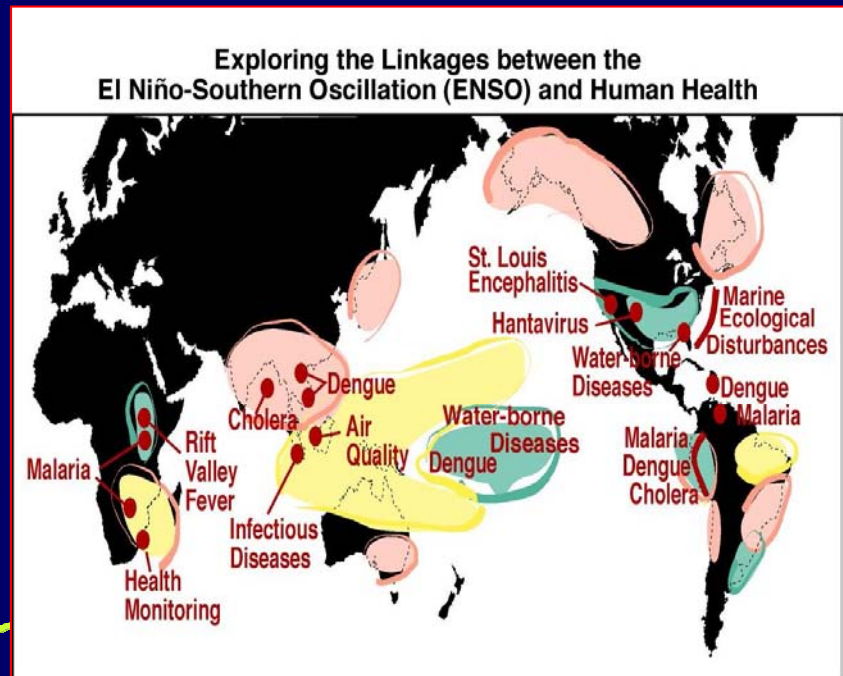 Exploring the Linkages between the
El Niño-Southern Oscillation (ENSO) and Human Health
St. Louis
Encephalitis
Hantavirus
Water-borne
Diseases
Marine
Ecological
Disturbances
Dengue
Malaria
Malaria
Dengue
Cholera
Water-borne
Diseases
Dengue
Dengue
Cholera
Air
Quality
Infectious
Diseases
Malaria
Rift
Valley
Fever
Health
Monitoring